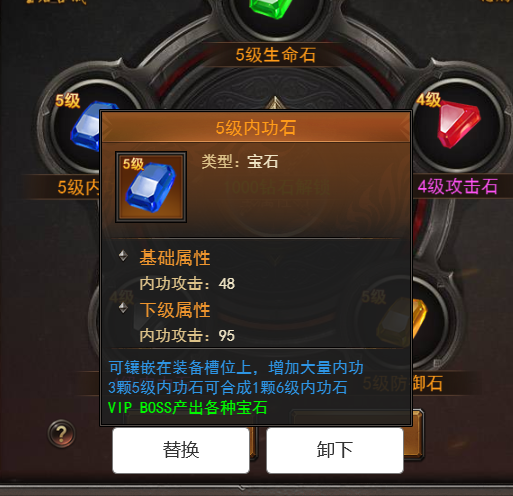 5级生命石
5级
4级
5级内功石
5级
类型：宝石
5级内
4级攻击石
基础属性
内功攻击：48
下级属性
内功攻击：95
5级
可镶嵌在装备槽位上，增加大量内功
3颗5级内功石可合成1颗6级内功石
5级防御石
VIP BOSS产出各种宝石
?
替换
卸下